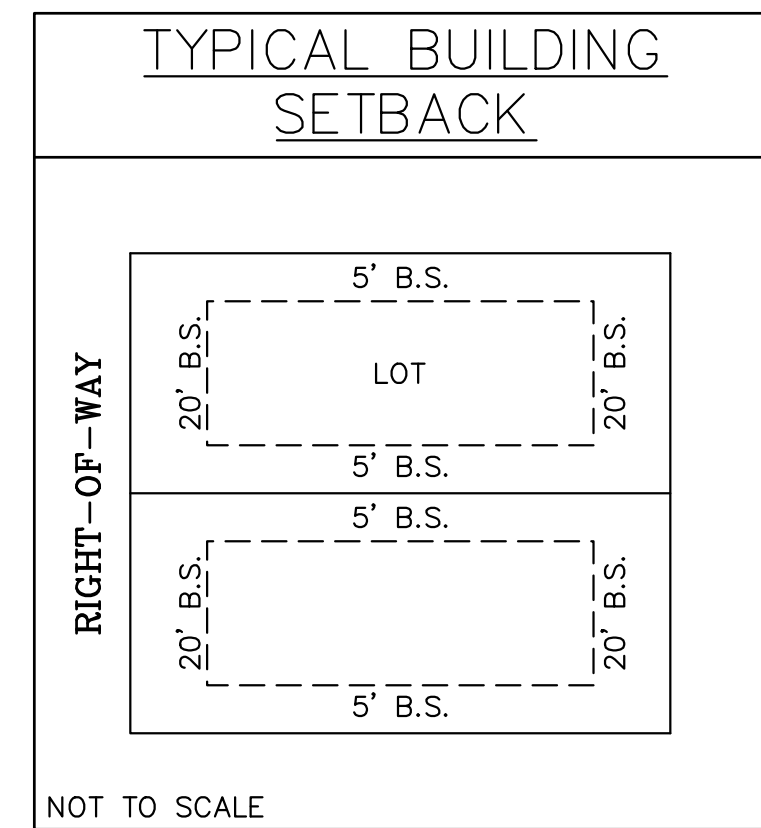 TYPICAL BUILDING
SETBACK
RIGHT-OF-WAY
5' B.S.
20' B.S.
LOT
20' B.S.
5' B.S.
5' B.S.
20' B.S.
20' B.S.
5' B.S.
NOT TO SCALE